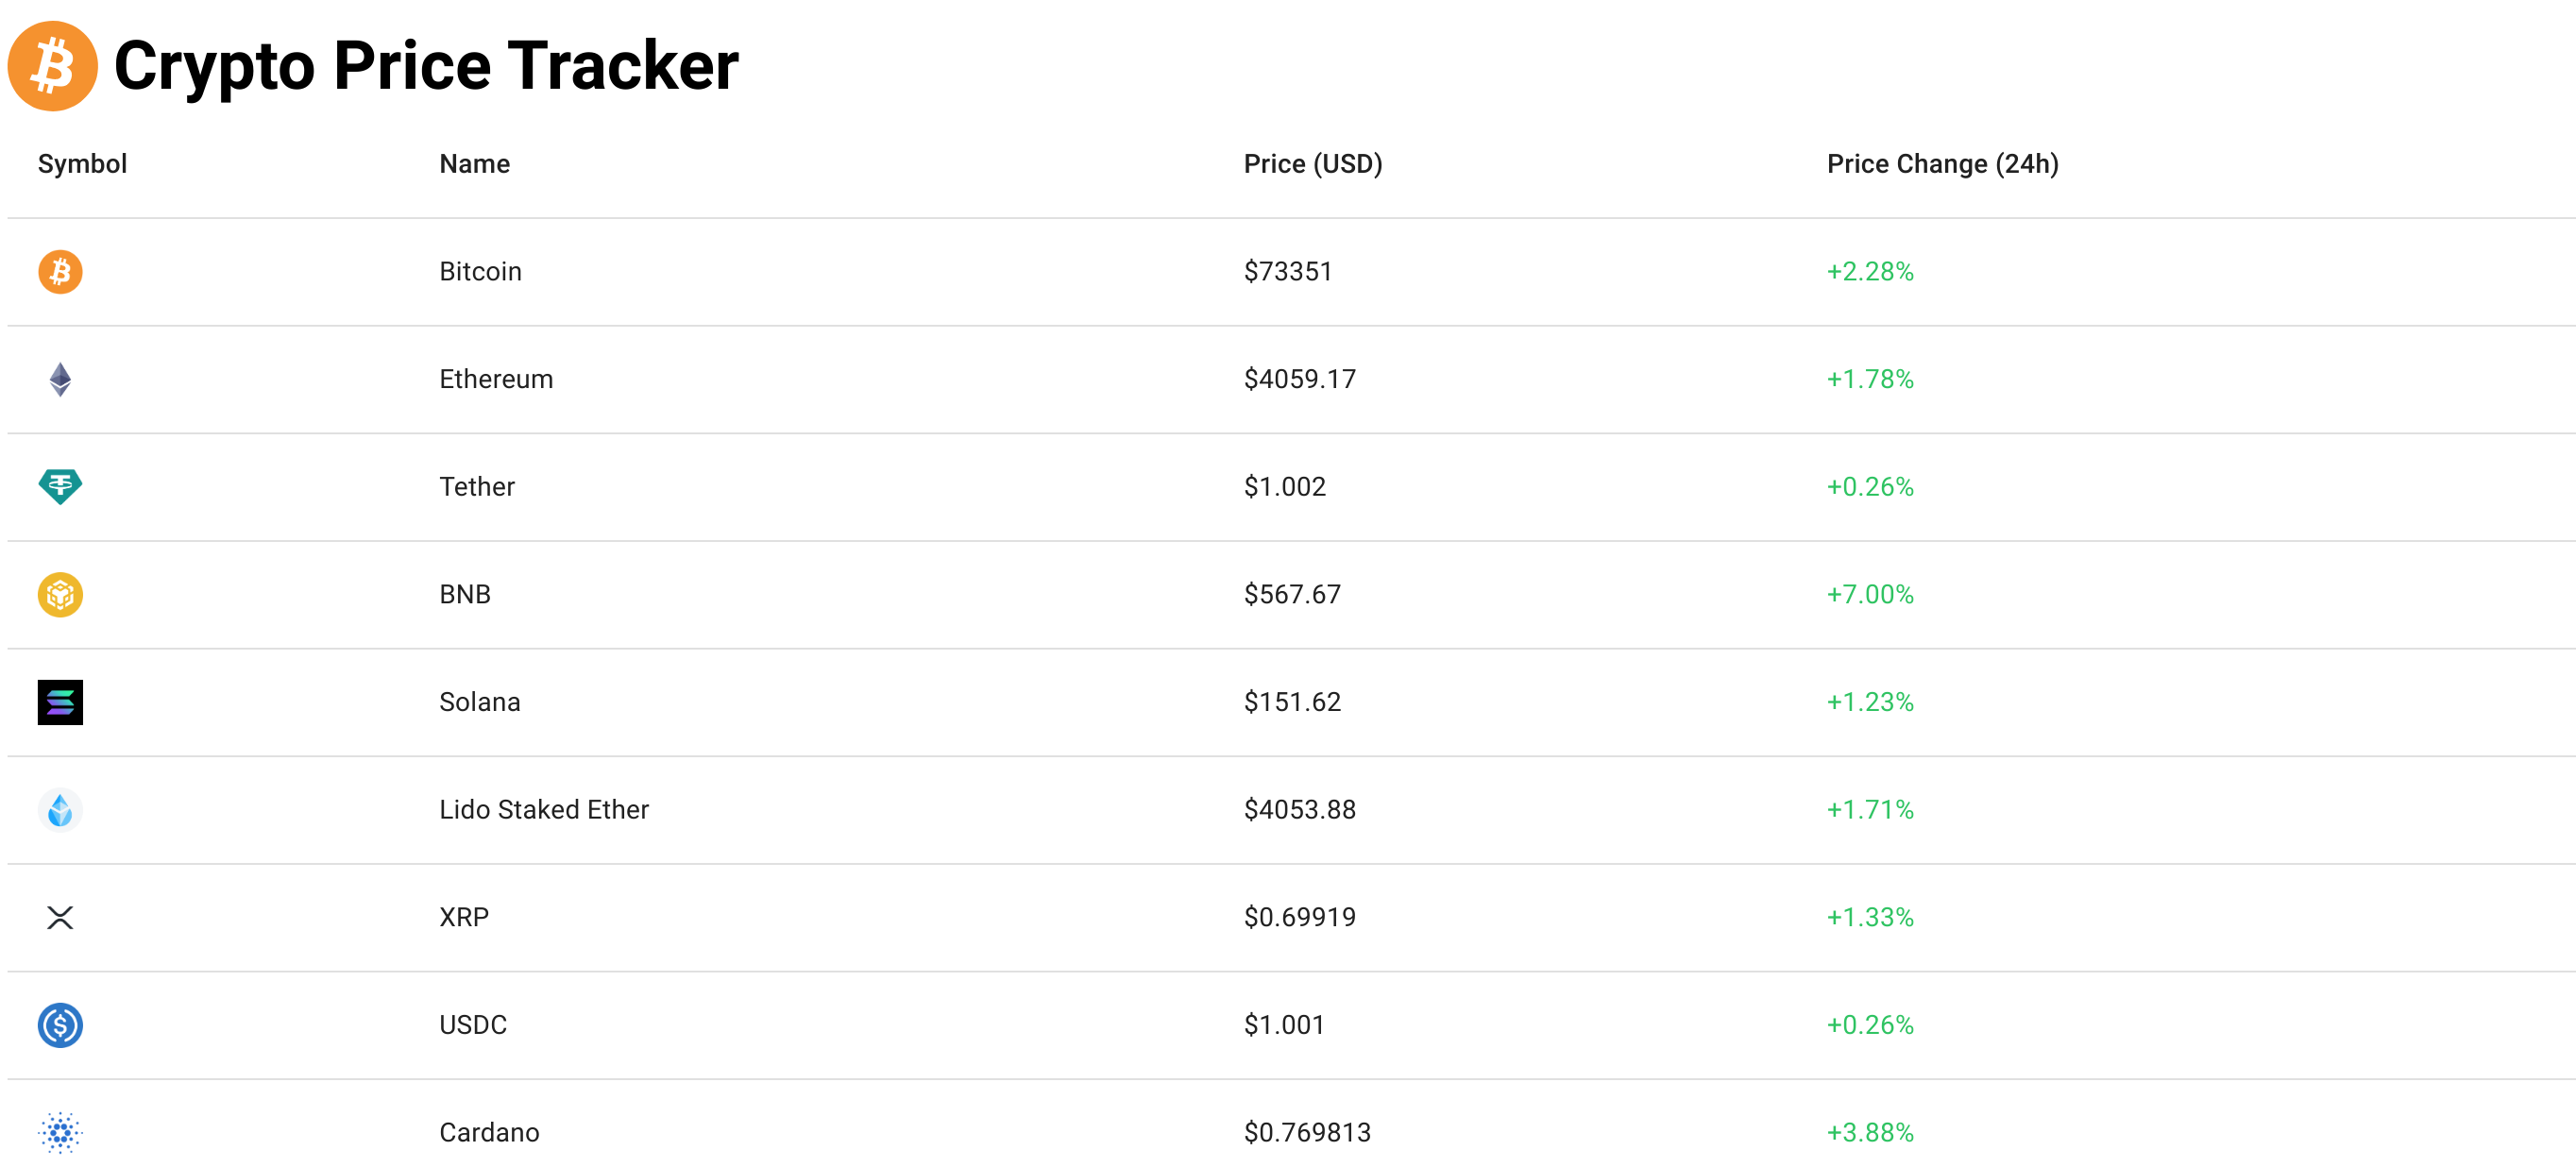 Crypto Price Tracker
Symbol Name Price (USD) Price Change (24h)
Bitcoin $73351 +2.28%
Ethereum $4059.17 +1.78%
Tether $1.002 +0.26%
BNB $567.67 +7.00%
Solana $151.62 +1.23%
Lido Staked Ether $4053.88 +1.71%
XRP $0.69919 +1.33%
USDC $1.001 +0.26%
Cardano $0.769813 +3.88%